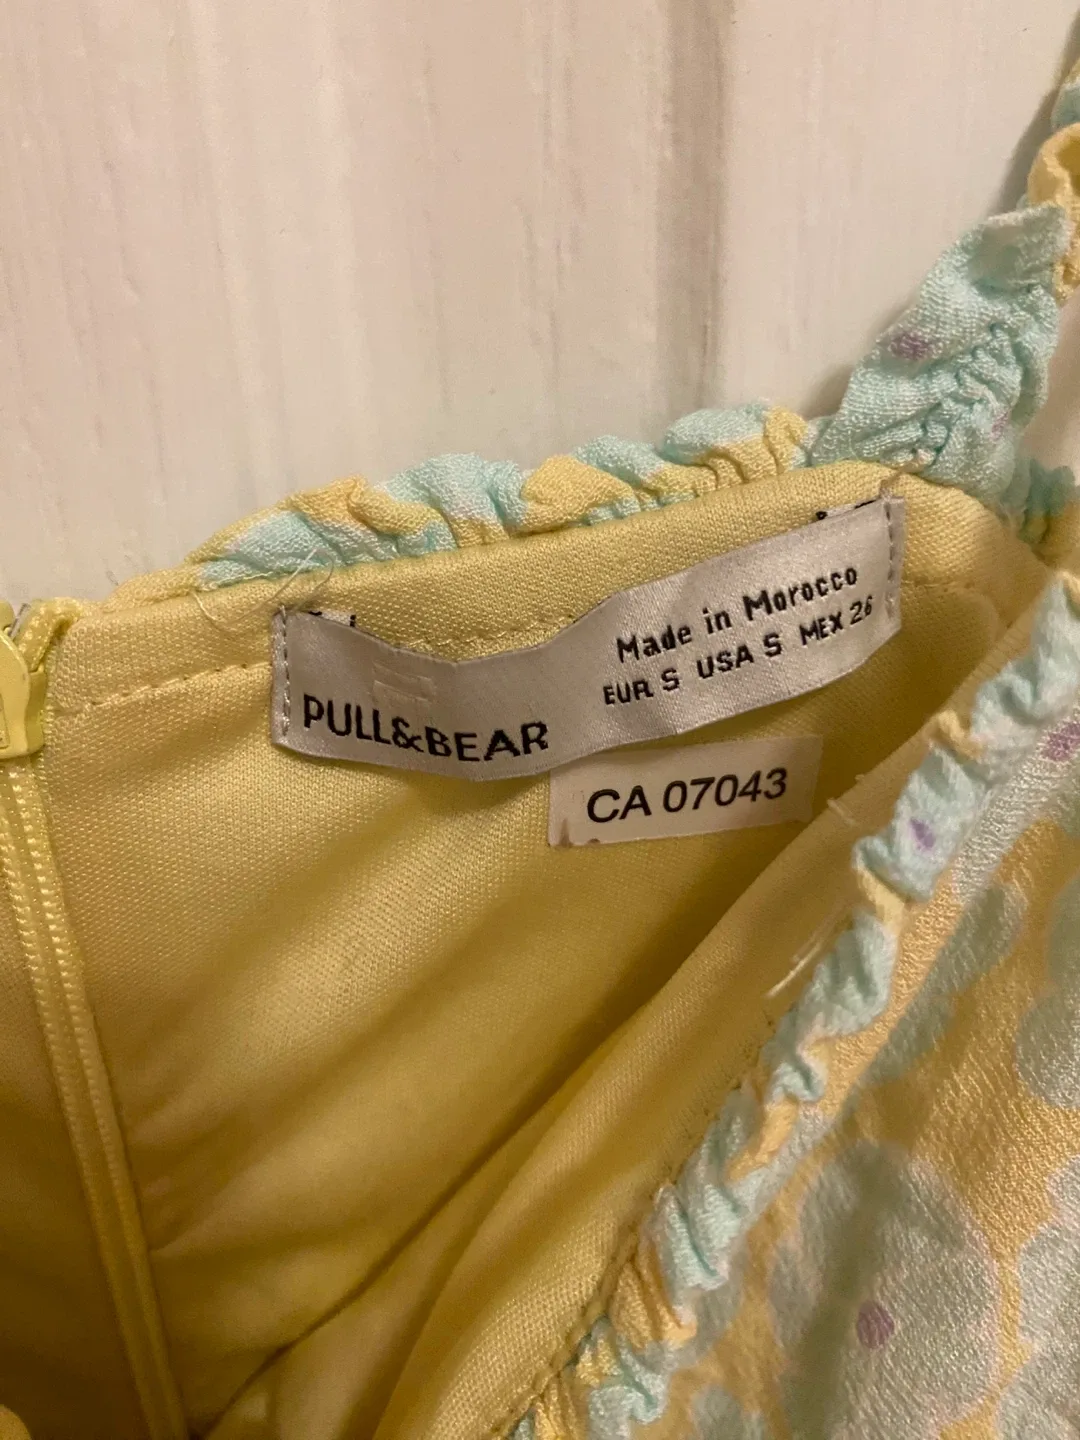 PULL&BEAR
Made in Morocco
EUR S USA S MEX 26
CA 07043